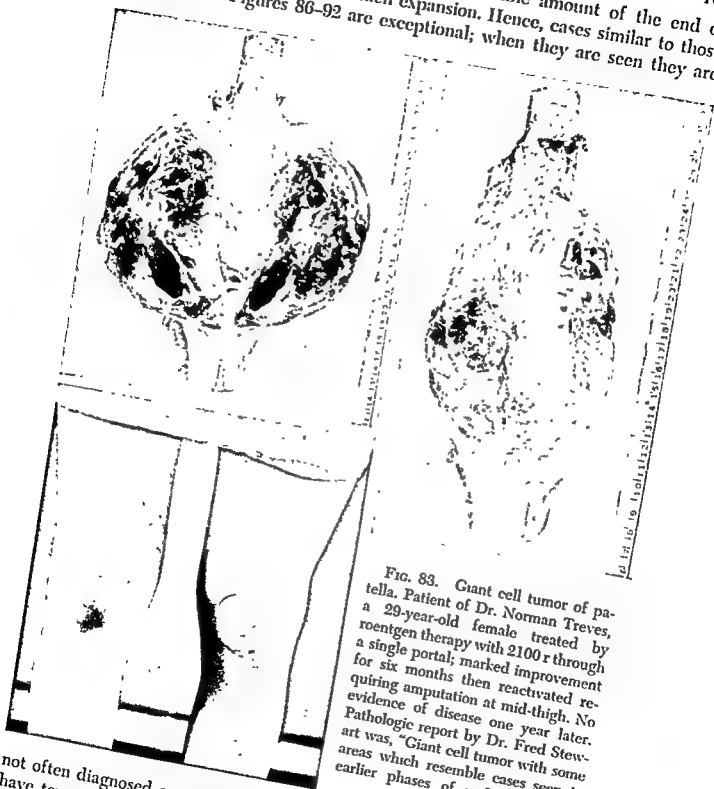 amount of the end
expansion. Hence, cases similar to
86–92 are exceptional; when they are seen they
FIG. 83. Giant cell tumor of pa-
tella. Patient of Dr. Norman Treves,
a 29-year-old female treated by
roentgen therapy with 2100 r through
a single portal; marked improvement
for six months then reactivated re-
quiring amputation at mid-thigh. No
evidence of disease one year later.
Pathologic report by Dr. Fred Stew-
art was, "Giant cell tumor with some
areas which resemble cases
earlier phases of
not often diagnosed
have